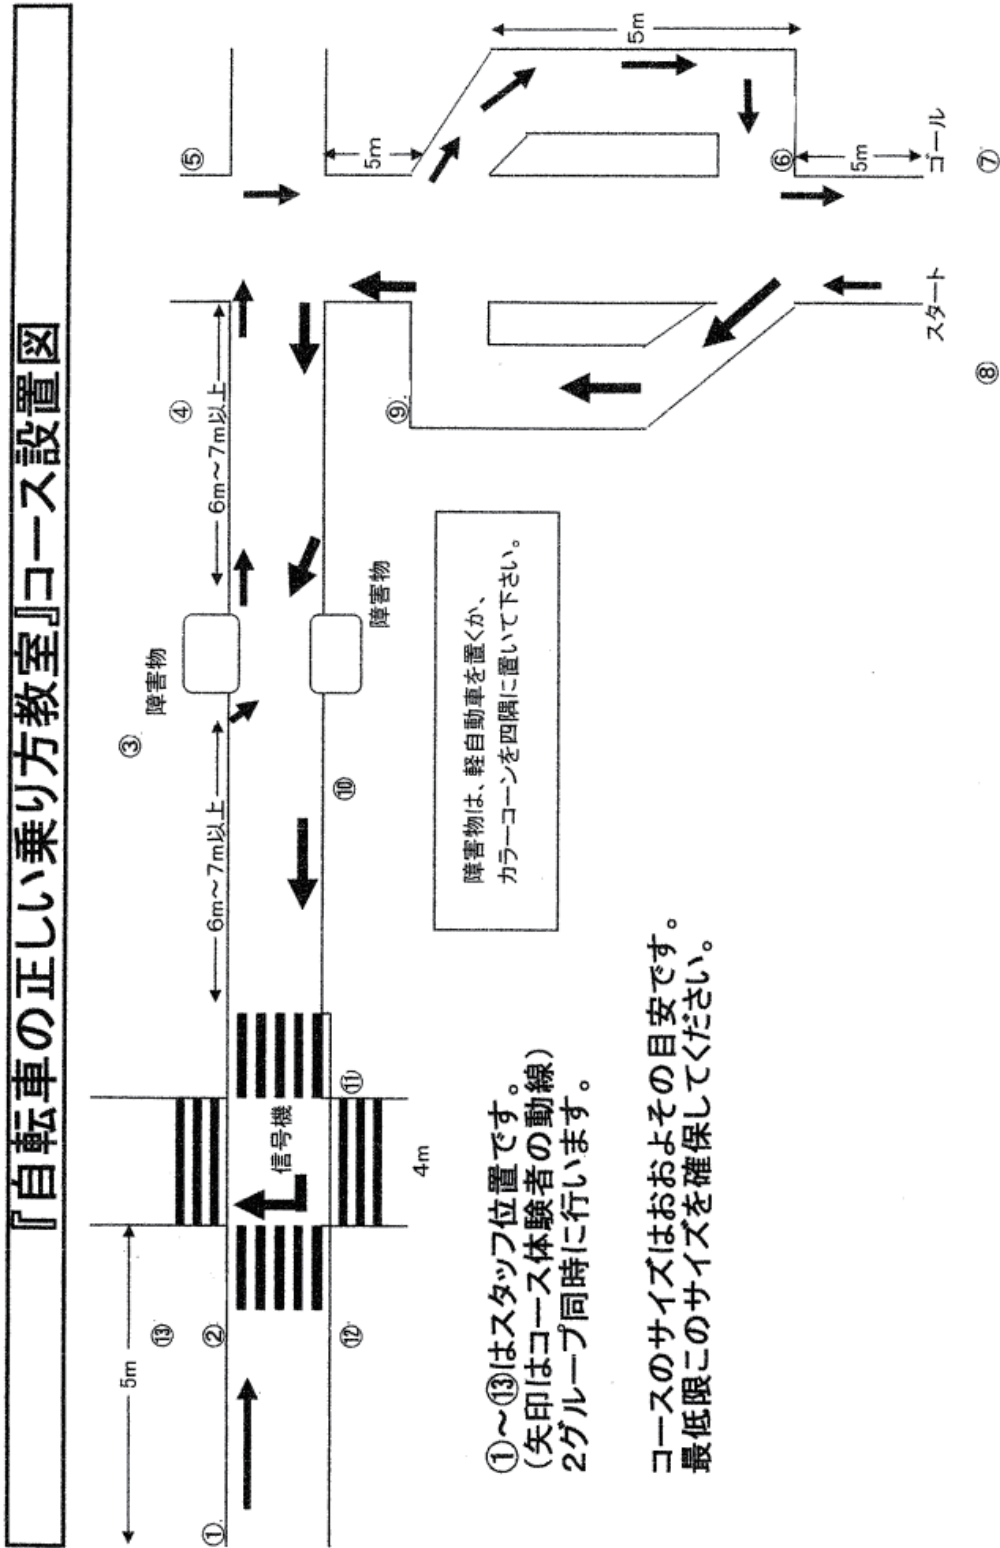 『自転車の正しい乗り方教室』コース設置図
①
5m
⑬
②
⑫
信号機
⑪
4m
6m～7m以上
③
障害物
⑩
障害物
6m～7m以上
④
⑨
⑤
5m
5m
⑥
5m
スタート
ゴール
⑦
⑧
障害物は、軽自動車を置くか、
カラーコーンを四隅に置いて下さい。
①～⑬はスタッフ位置です。
(矢印はコース体験者の動線)
2グループ同時に行います。
コースのサイズはおおよその目安です。
最低限このサイズを確保してください。